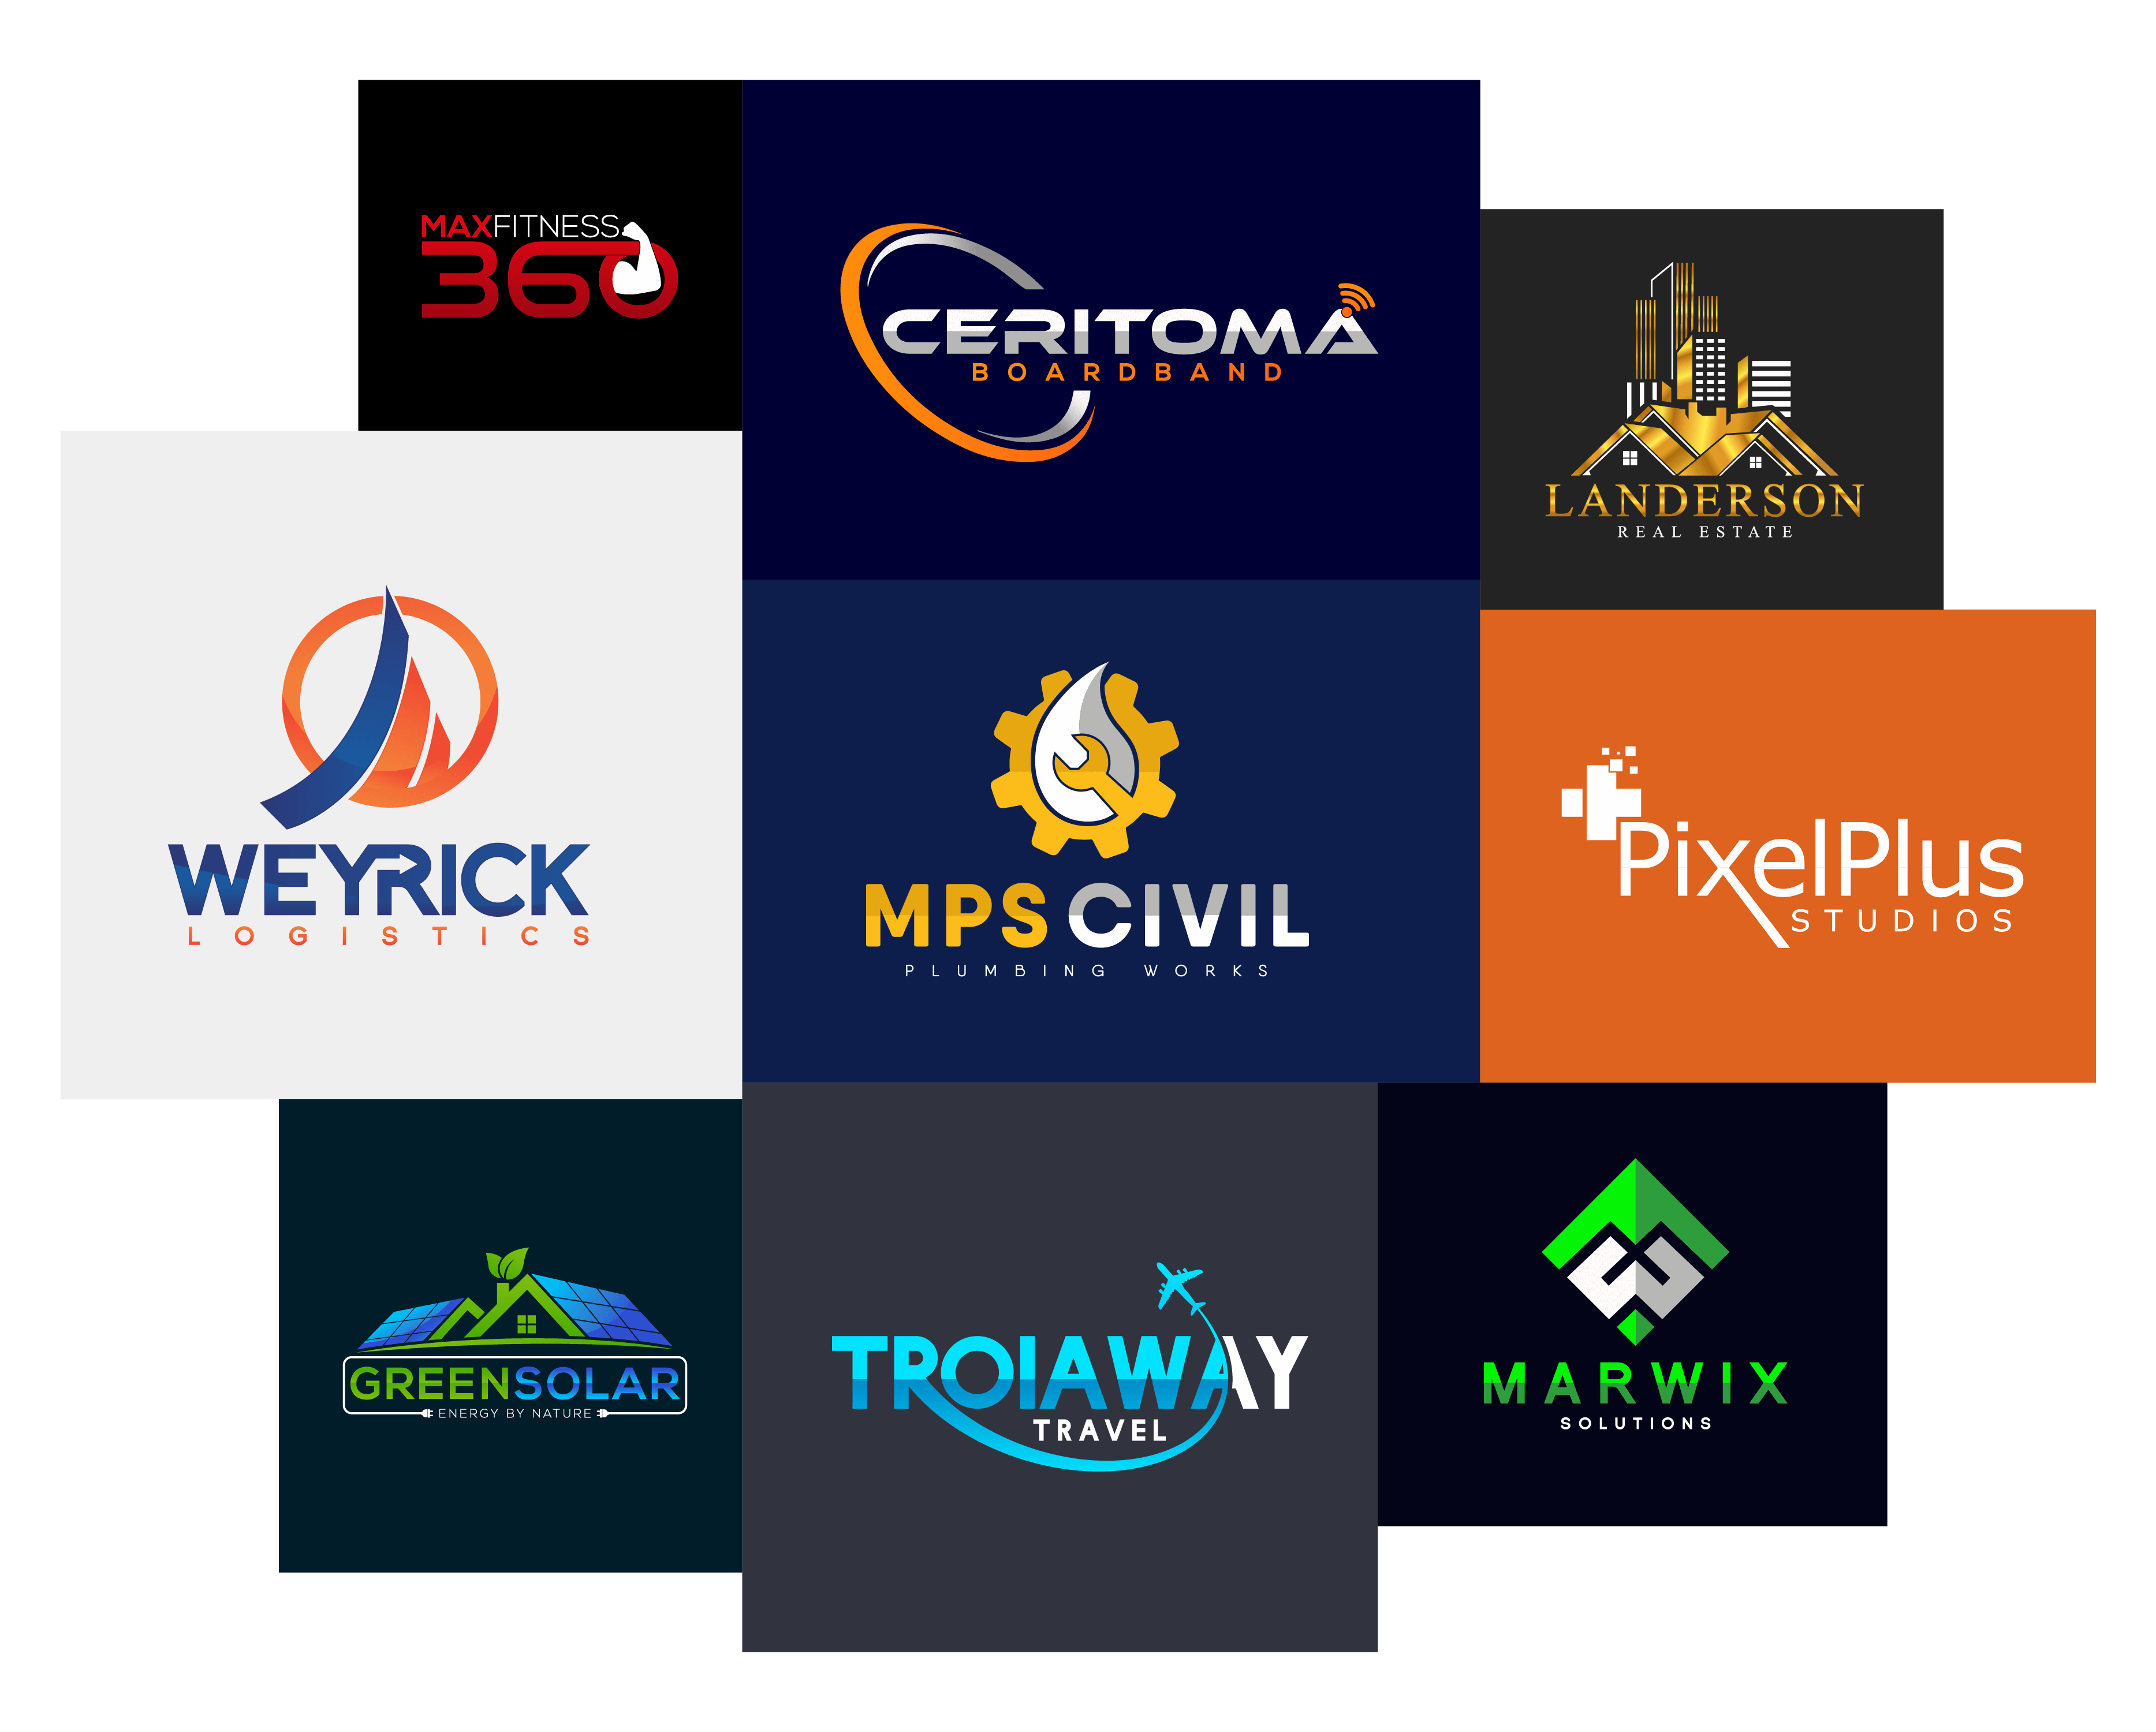 MAXFITNESS
360
CERITOMA
BOARDBAND
LANDERSON
REAL ESTATE
WEYRICK
LOGISTICS
MPS CIVIL
PLUMBING WORKS
PixelPlus
STUDIOS
GREENSOLAR
ENERGY BY NATURE
TROIAWAY
TRAVEL
MARWIX
SOLUTIONS